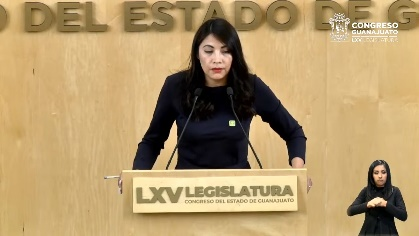 DEL ESTADO DE G
CONGRESO
GUANAJUATO
LXV LEGISLATURA
CONGRESO DEL ESTADO DE GUANAJUATO